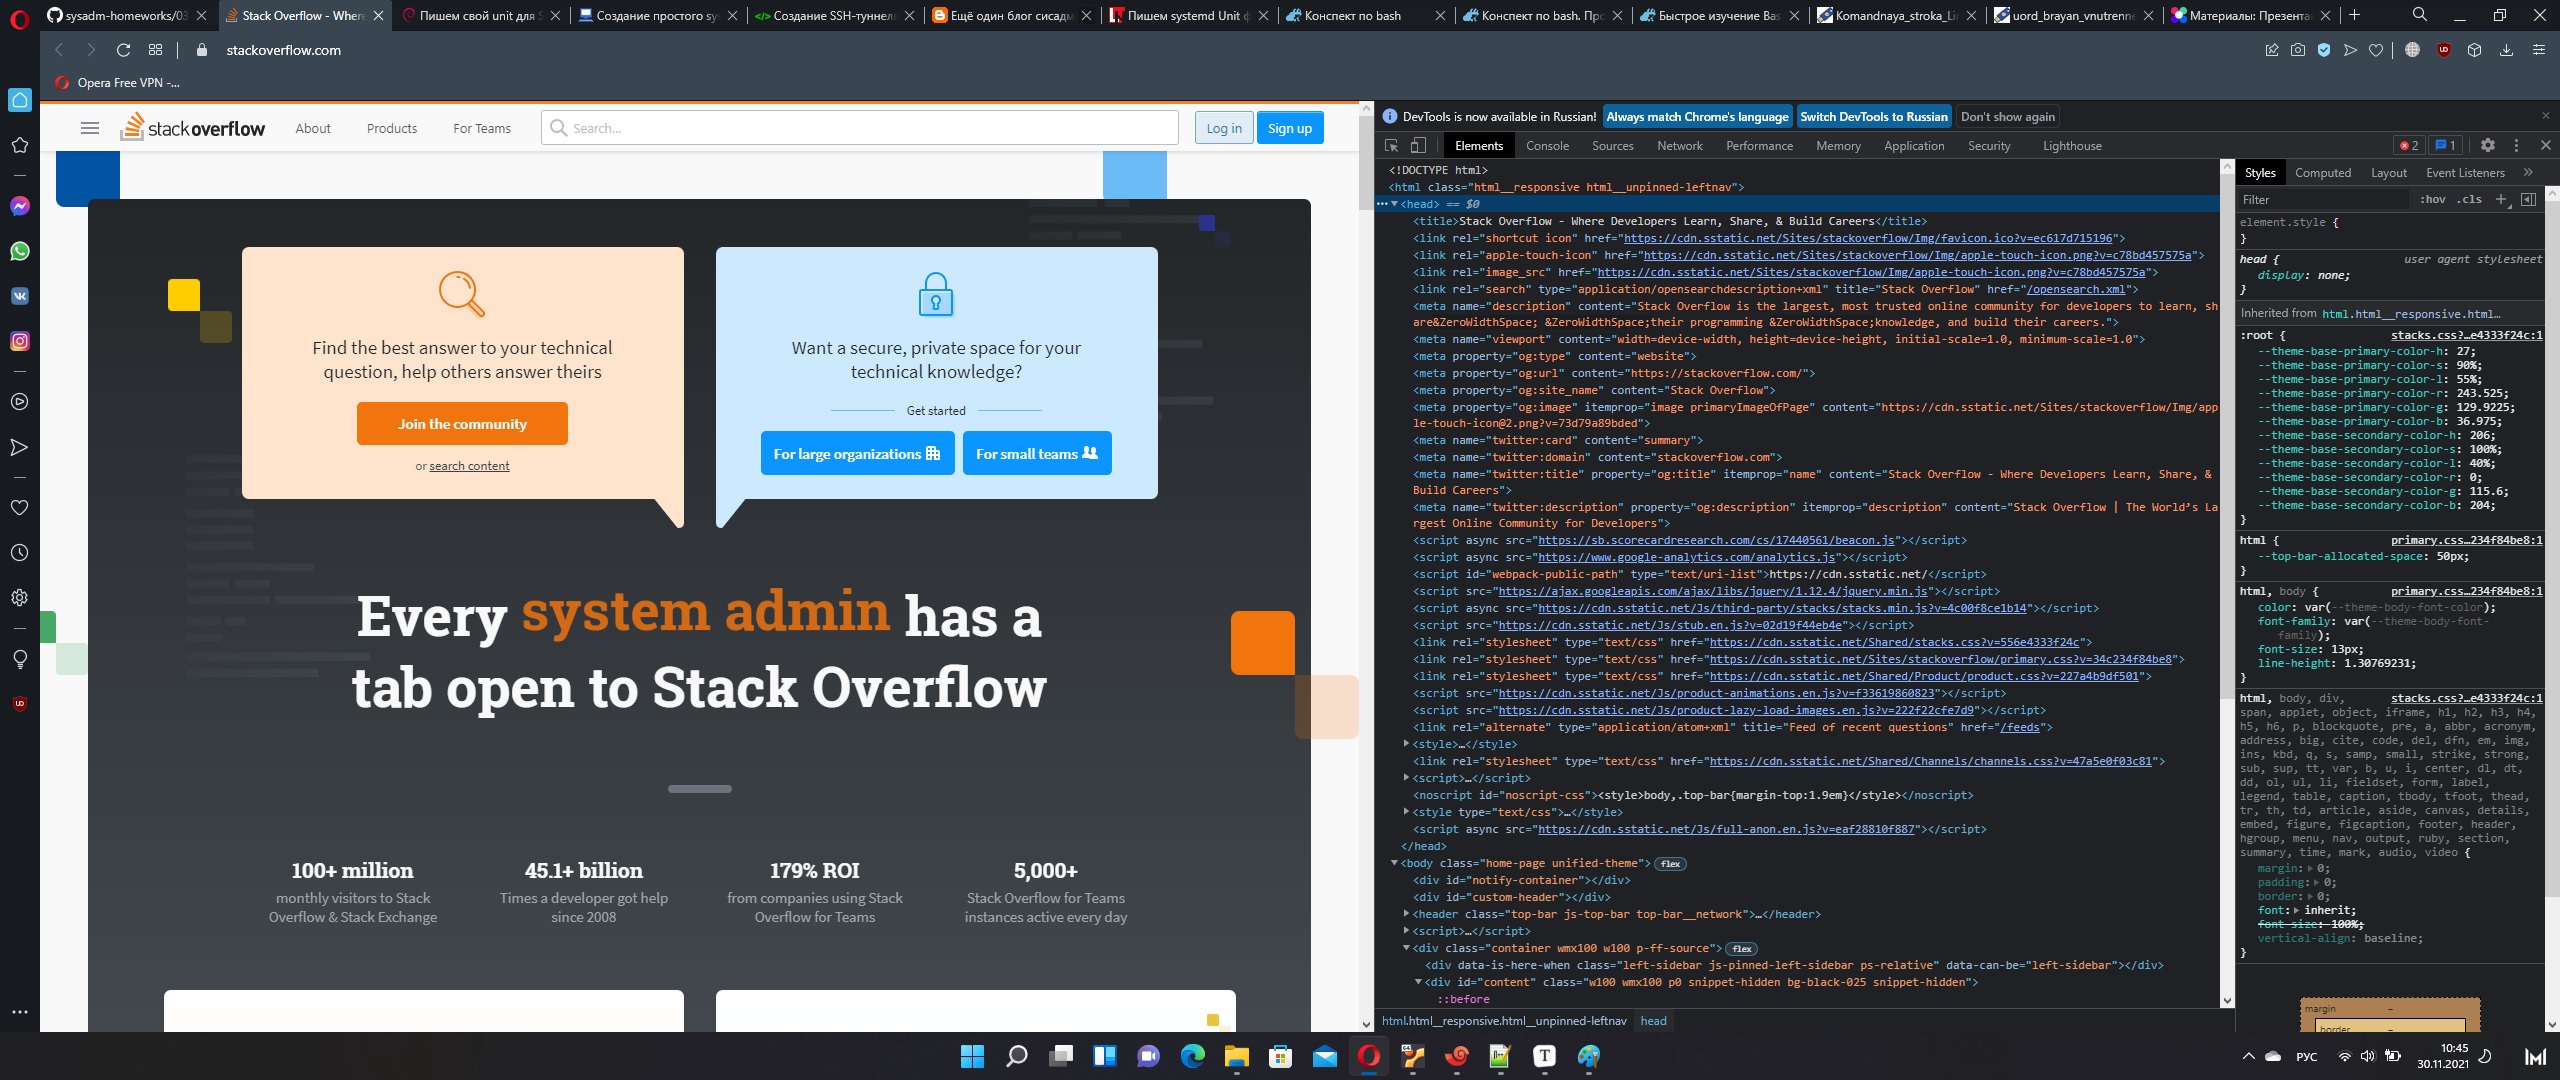 sysadm-homeworks/03
Stack Overflow - Where
Пишем свой unit для S
Создание простого sys
Создание SSH-туннеля
Ещё один блог сисадм
Пишем systemd Unit ф
Конспект по bash
Конспект по bash. Про
Быстрое изучение Bas
Komandnaya_stroka_Li
uord_brayan_vnutrenne
Материалы: Презента
stackoverflow.com
Opera Free VPN -...
stackoverflow
About
Products
For Teams
Search...
Log in
Sign up
Find the best answer to your technical
question, help others answer theirs
Join the community
or search content
Want a secure, private space for your
technical knowledge?
Get started
For large organizations
For small teams
Every system admin has a
tab open to Stack Overflow
100+ million
monthly visitors to Stack
Overflow & Stack Exchange
45.1+ billion
Times a developer got help
since 2008
179% ROI
from companies using Stack
Overflow for Teams
5,000+
Stack Overflow for Teams
instances active every day
DevTools is now available in Russian!
Always match Chrome's language
Switch DevTools to Russian
Don't show again
Elements
Console
Sources
Network
Performance
Memory
Application
Security
Lighthouse
2
1
<!DOCTYPE html>
<html class="html__responsive html__unpinned-leftnav">
<head> == $0
<title>Stack Overflow - Where Developers Learn, Share, & Build Careers</title>
<link rel="shortcut icon" href="https://cdn.sstatic.net/Sites/stackoverflow/Img/favicon.ico?v=ec617d715196">
<link rel="apple-touch-icon" href="https://cdn.sstatic.net/Sites/stackoverflow/Img/apple-touch-icon.png?v=c78bd457575a">
<link rel="image_src" href="https://cdn.sstatic.net/Sites/stackoverflow/Img/apple-touch-icon.png?v=c78bd457575a">
<link rel="search" type="application/opensearchdescription+xml" title="Stack Overflow" href="/opensearch.xml">
<meta name="description" content="Stack Overflow is the largest, most trusted online community for developers to learn, sh
are&ZeroWidthSpace; &ZeroWidthSpace;their programming &ZeroWidthSpace;knowledge, and build their careers.">
<meta name="viewport" content="width=device-width, height=device-height, initial-scale=1.0, minimum-scale=1.0">
<meta property="og:type" content="website">
<meta property="og:url" content="https://stackoverflow.com/">
<meta property="og:site_name" content="Stack Overflow">
<meta property="og:image" itemprop="image primaryImageOfPage" content="https://cdn.sstatic.net/Sites/stackoverflow/Img/app
le-touch-icon@2.png?v=73d79a89bded">
<meta name="twitter:card" content="summary">
<meta name="twitter:domain" content="stackoverflow.com">
<meta name="twitter:title" property="og:title" itemprop="name" content="Stack Overflow - Where Developers Learn, Share, &
Build Careers">
<meta name="twitter:description" property="og:description" itemprop="description" content="Stack Overflow | The World's La
rgest Online Community for Developers">
<script async src="https://sb.scorecardresearch.com/cs/17440561/beacon.js"></script>
<script async src="https://www.google-analytics.com/analytics.js"></script>
<script id="webpack-public-path" type="text/uri-list">https://cdn.sstatic.net/</script>
<script src="https://ajax.googleapis.com/ajax/libs/jquery/1.12.4/jquery.min.js"></script>
<script async src="https://cdn.sstatic.net/Js/third-party/stacks/stacks.min.js?v=4c00f8ce1b14"></script>
<script src="https://cdn.sstatic.net/Js/stub.en.js?v=02d19f44eb4e"></script>
<link rel="stylesheet" type="text/css" href="https://cdn.sstatic.net/Shared/stacks.css?v=556e4333f24c">
<link rel="stylesheet" type="text/css" href="https://cdn.sstatic.net/Sites/stackoverflow/primary.css?v=34c234f84be8">
<link rel="stylesheet" type="text/css" href="https://cdn.sstatic.net/Shared/Product/product.css?v=227a4b9df501">
<script src="https://cdn.sstatic.net/Js/product-animations.en.js?v=f33619860823"></script>
<script src="https://cdn.sstatic.net/Js/product-lazy-load-images.en.js?v=222f22cfe7d9"></script>
<link rel="alternate" type="application/atom+xml" title="Feed of recent questions" href="/feeds">
<style>…</style>
<link rel="stylesheet" type="text/css" href="https://cdn.sstatic.net/Shared/Channels/channels.css?v=47a5e0f03c81">
<script>…</script>
<noscript id="noscript-css"><style>body,.top-bar{margin-top:1.9em}</style></noscript>
<style type="text/css">…</style>
<script async src="https://cdn.sstatic.net/Js/full-anon.en.js?v=eaf28810f887"></script>
</head>
<body class="home-page unified-theme"> flex
<div id="notify-container"></div>
<div id="custom-header"></div>
<header class="top-bar js-top-bar top-bar__network">…</header>
<script>…</script>
<div class="container wmx100 w100 p-ff-source"> flex
<div data-is-here-when class="left-sidebar js-pinned-left-sidebar ps-relative" data-can-be="left-sidebar"></div>
<div id="content" class="w100 wmx100 p0 snippet-hidden bg-black-025 snippet-hidden">
::before
html.html__responsive.html__unpinned-leftnav head
Styles
Computed
Layout
Event Listeners
Filter
:hov .cls
element.style {
}
head { user agent stylesheet
display: none;
}
Inherited from html.html__responsive.html…
:root { stacks.css?…e4333f24c:1
--theme-base-primary-color-h: 27;
--theme-base-primary-color-s: 90%;
--theme-base-primary-color-l: 55%;
--theme-base-primary-color-r: 243.525;
--theme-base-primary-color-g: 129.9225;
--theme-base-primary-color-b: 36.975;
--theme-base-secondary-color-h: 206;
--theme-base-secondary-color-s: 100%;
--theme-base-secondary-color-l: 40%;
--theme-base-secondary-color-r: 0;
--theme-base-secondary-color-g: 115.6;
--theme-base-secondary-color-b: 204;
}
html { primary.css…234f84be8:1
--top-bar-allocated-space: 50px;
}
html, body { primary.css…234f84be8:1
color: var(--theme-body-font-color);
font-family: var(--theme-body-font-
family);
font-size: 13px;
line-height: 1.30769231;
}
html, body, div, stacks.css?…e4333f24c:1
span, applet, object, iframe, h1, h2, h3, h4,
h5, h6, p, blockquote, pre, a, abbr, acronym,
address, big, cite, code, del, dfn, em, img,
ins, kbd, q, s, samp, small, strike, strong,
sub, sup, tt, var, b, u, i, center, dl, dt,
dd, ol, ul, li, fieldset, form, label,
legend, table, caption, tbody, tfoot, thead,
tr, th, td, article, aside, canvas, details,
embed, figure, figcaption, footer, header,
hgroup, menu, nav, output, ruby, section,
summary, time, mark, audio, video {
margin: 0;
padding: 0;
border: 0;
font: inherit;
font-size: 100%;
vertical-align: baseline;
}
margin –
border –
РУС
10:45
30.11.2021